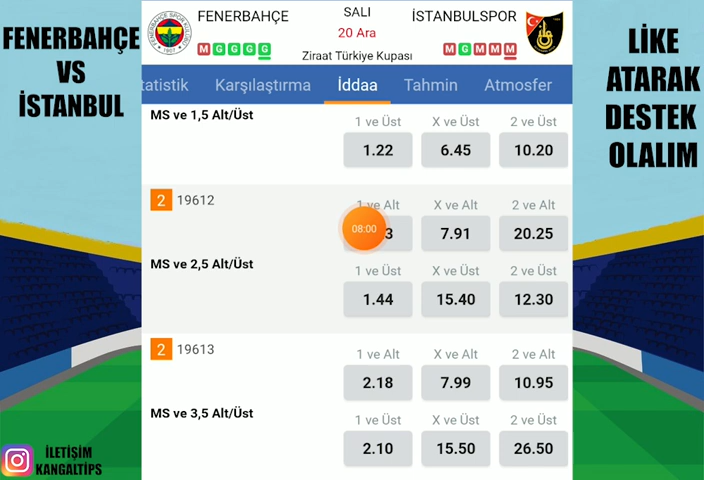 FENERBAHÇE
VS
İSTANBUL
FENERBAHÇE
M G G G G
1907
SALI
20 Ara
Ziraat Türkiye Kupası
İSTANBULSPOR
M G M M M
LİKE
ATARAK
DESTEK
OLALIM
tatistik Karşılaştırma İddaa Tahmin Atmosfer
MS ve 1,5 Alt/Üst
1 ve Üst X ve Üst 2 ve Üst
1.22 6.45 10.20
2 19612
1 ve Alt X ve Alt 2 ve Alt
08:00 3 7.91 20.25
MS ve 2,5 Alt/Üst
1 ve Üst X ve Üst 2 ve Üst
1.44 15.40 12.30
2 19613
1 ve Alt X ve Alt 2 ve Alt
2.18 7.99 10.95
MS ve 3,5 Alt/Üst
1 ve Üst X ve Üst 2 ve Üst
2.10 15.50 26.50
İLETİŞİM
KANGALTİPS